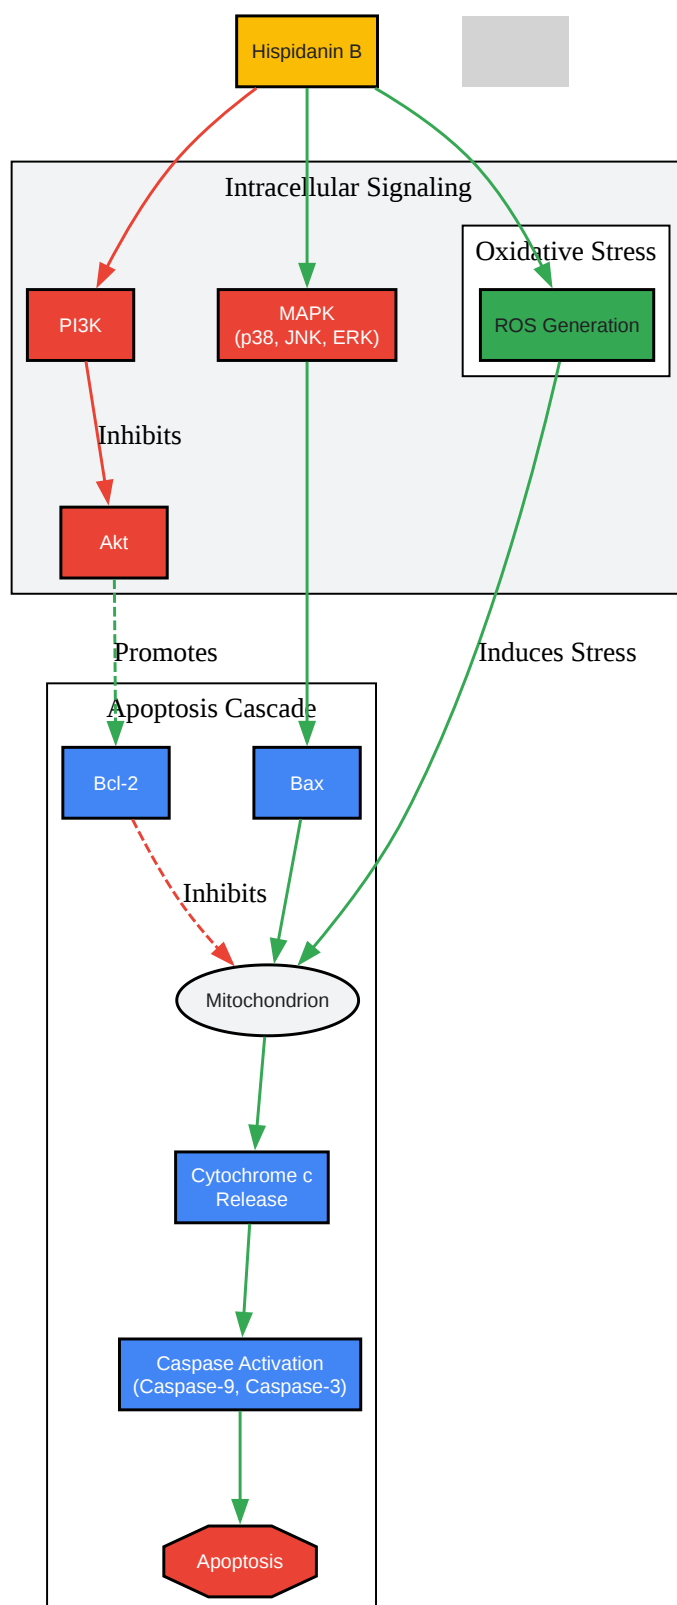 Hispidanin B
Intracellular Signaling
Oxidative Stress
PI3K
MAPK
(p38, JNK, ERK)
ROS Generation
Inhibits
Akt
Promotes
Induces Stress
Apoptosis Cascade
Bcl-2
Bax
Inhibits
Mitochondrion
Cytochrome c
Release
Caspase Activation
(Caspase-9, Caspase-3)
Apoptosis